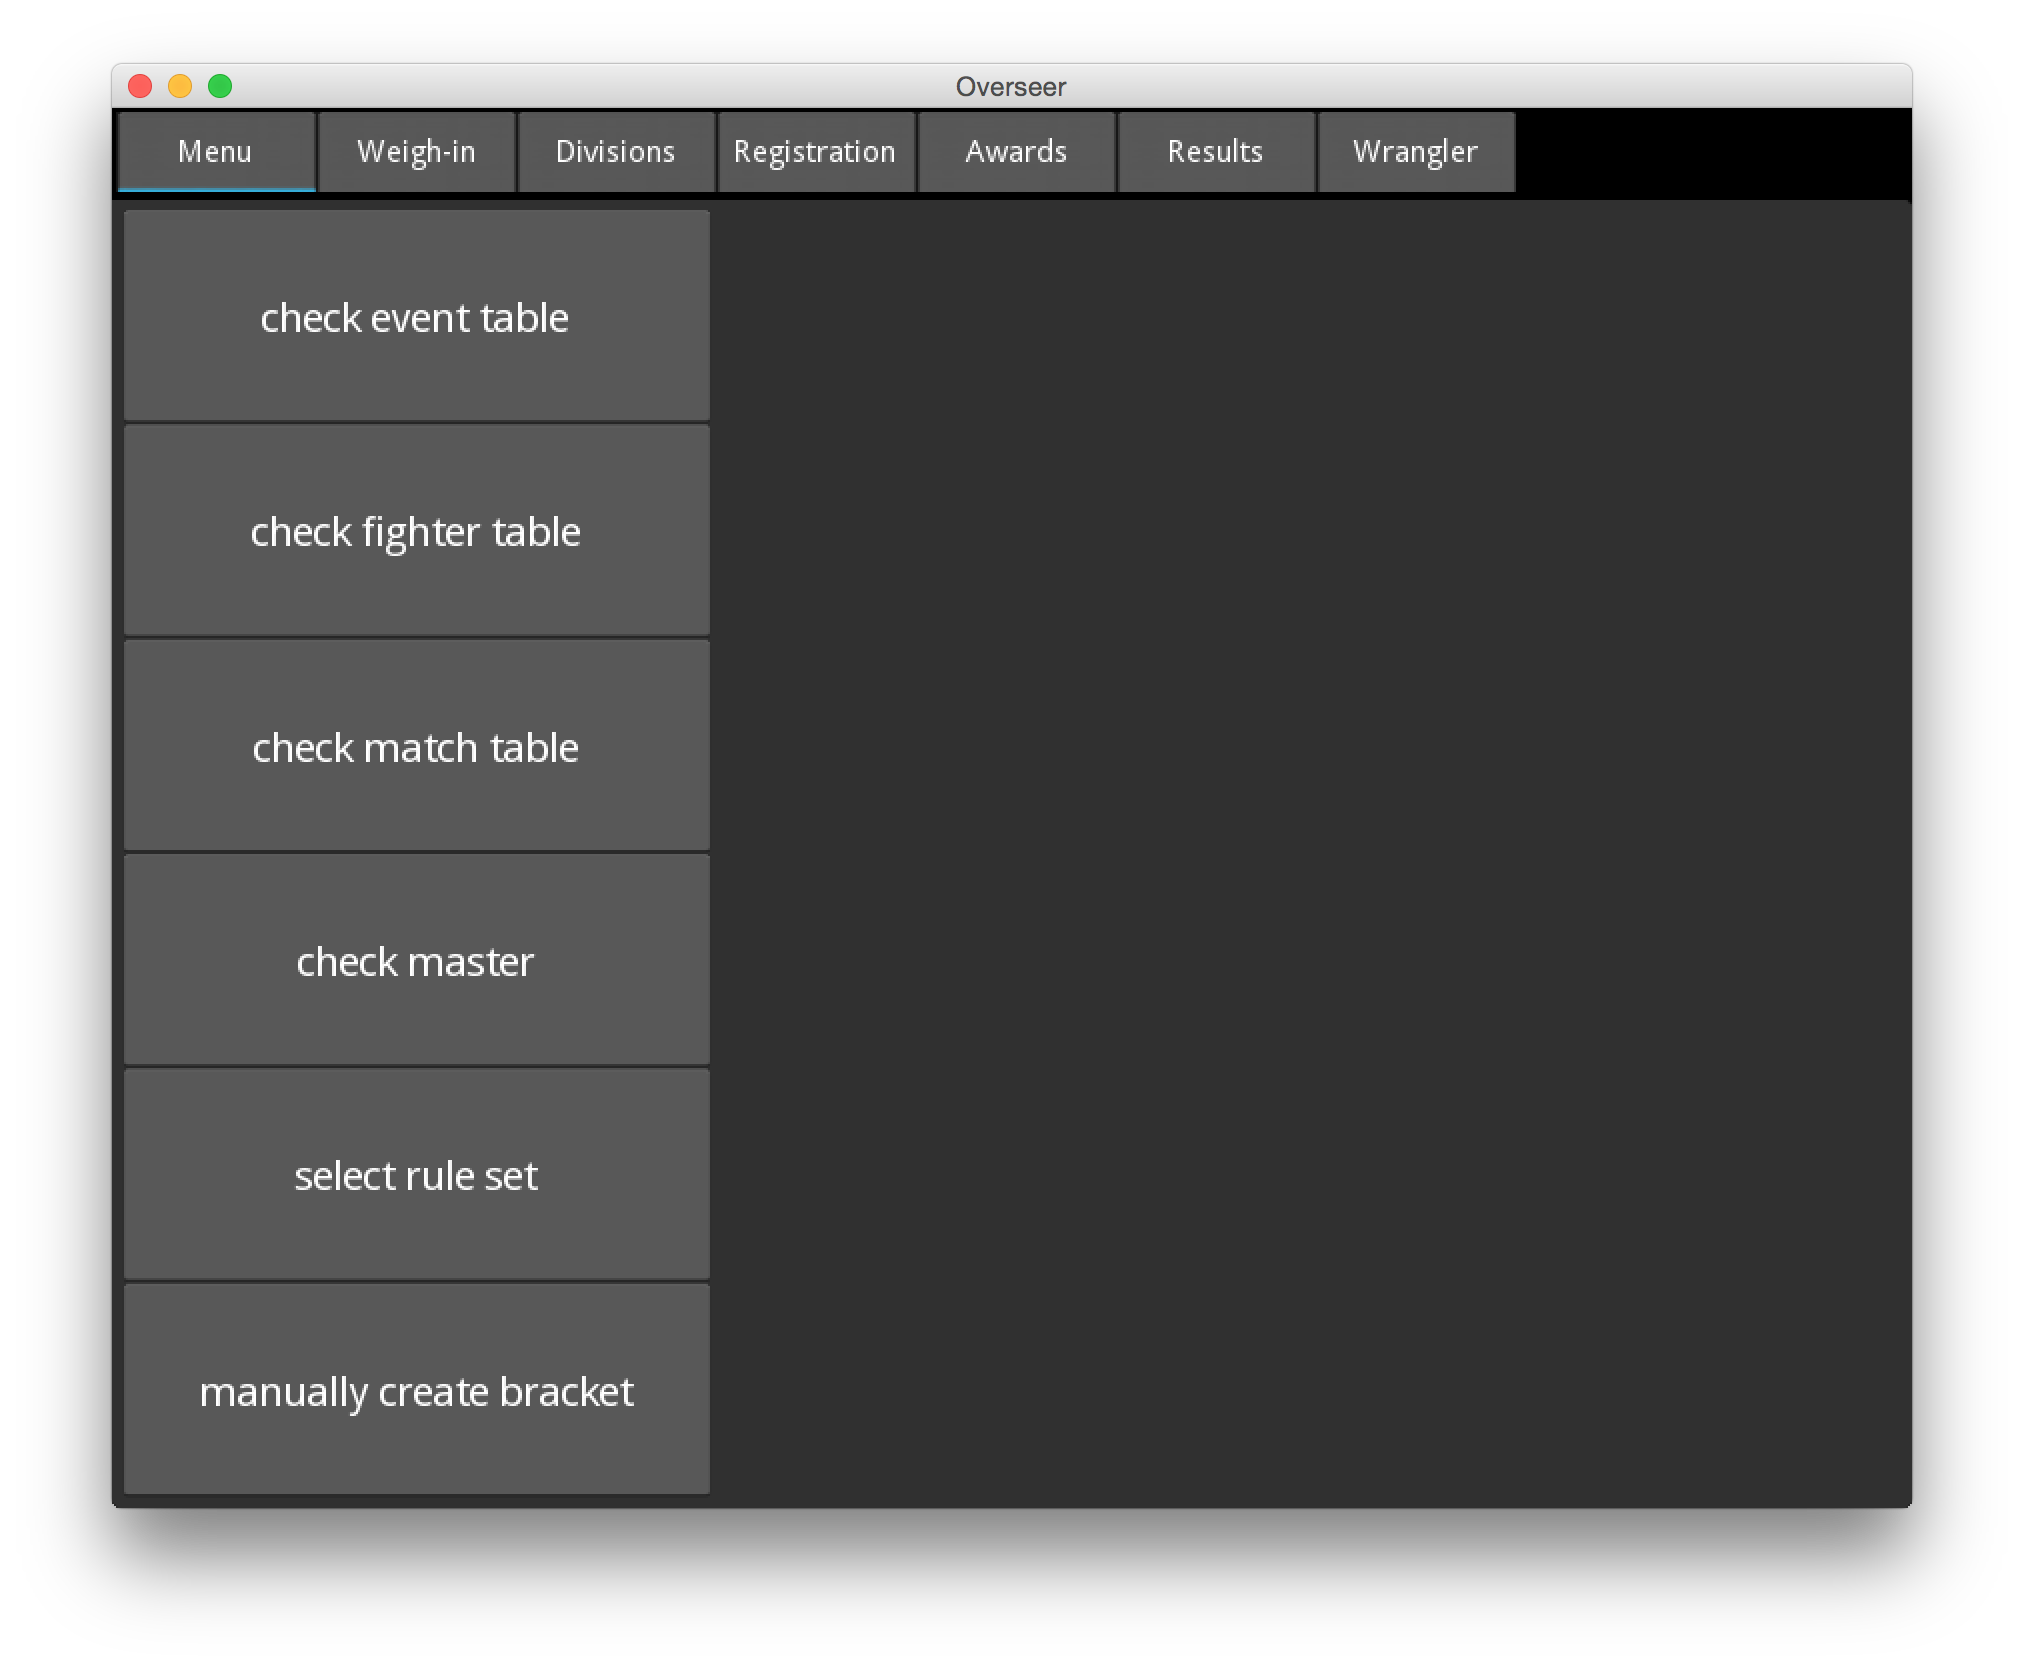 Overseer
Menu Weigh-in Divisions Registration Awards Results Wrangler
check event table
check fighter table
check match table
check master
select rule set
manually create bracket